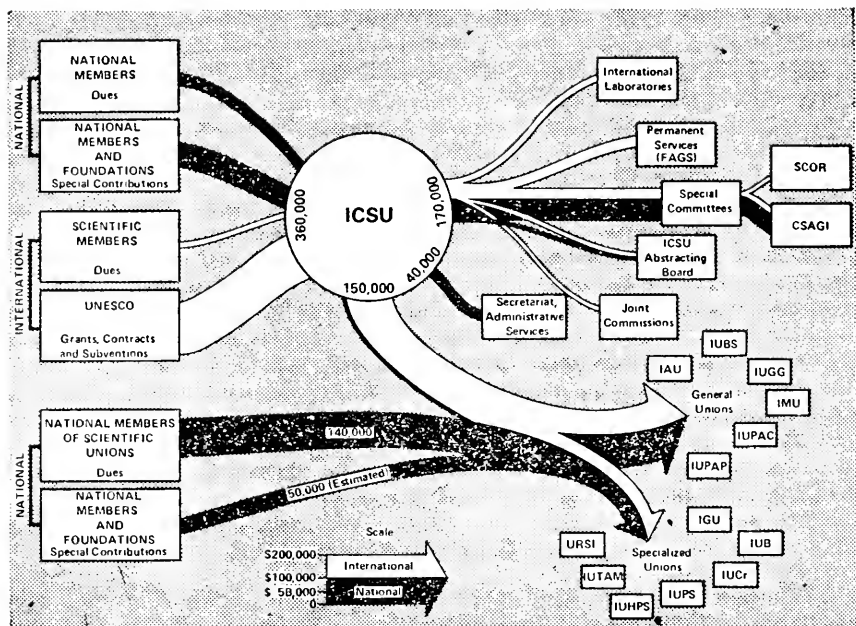 NATIONAL
NATIONAL
MEMBERS
Dues
NATIONAL
MEMBERS
AND
FOUNDATIONS
Special Contributions
INTERNATIONAL
SCIENTIFIC
MEMBERS
Dues
UNESCO
Grants, Contracts
and Subventions
ICSU
360,000
170,000
40,000
150,000
International
Laboratories
Permanent
Services
(FAGS)
Special
Committees
SCOR
CSAGI
ICSU
Abstracting
Board
Joint
Commissions
Secretariat,
Administrative
Services
NATIONAL
NATIONAL MEMBERS
OF SCIENTIFIC
UNIONS
Dues
NATIONAL
MEMBERS
AND
FOUNDATIONS
Special Contributions
140,000
50,000 (Estimated)
IAU
IUBS
IUGG
IMU
IUPAC
IUPAP
General
Unions
IGU
IUB
IUCr
IUPS
IUHPS
IUTAM
URSI
Specialized
Unions
Scale
$200,000
International
$100,000
$ 58,000
National
0